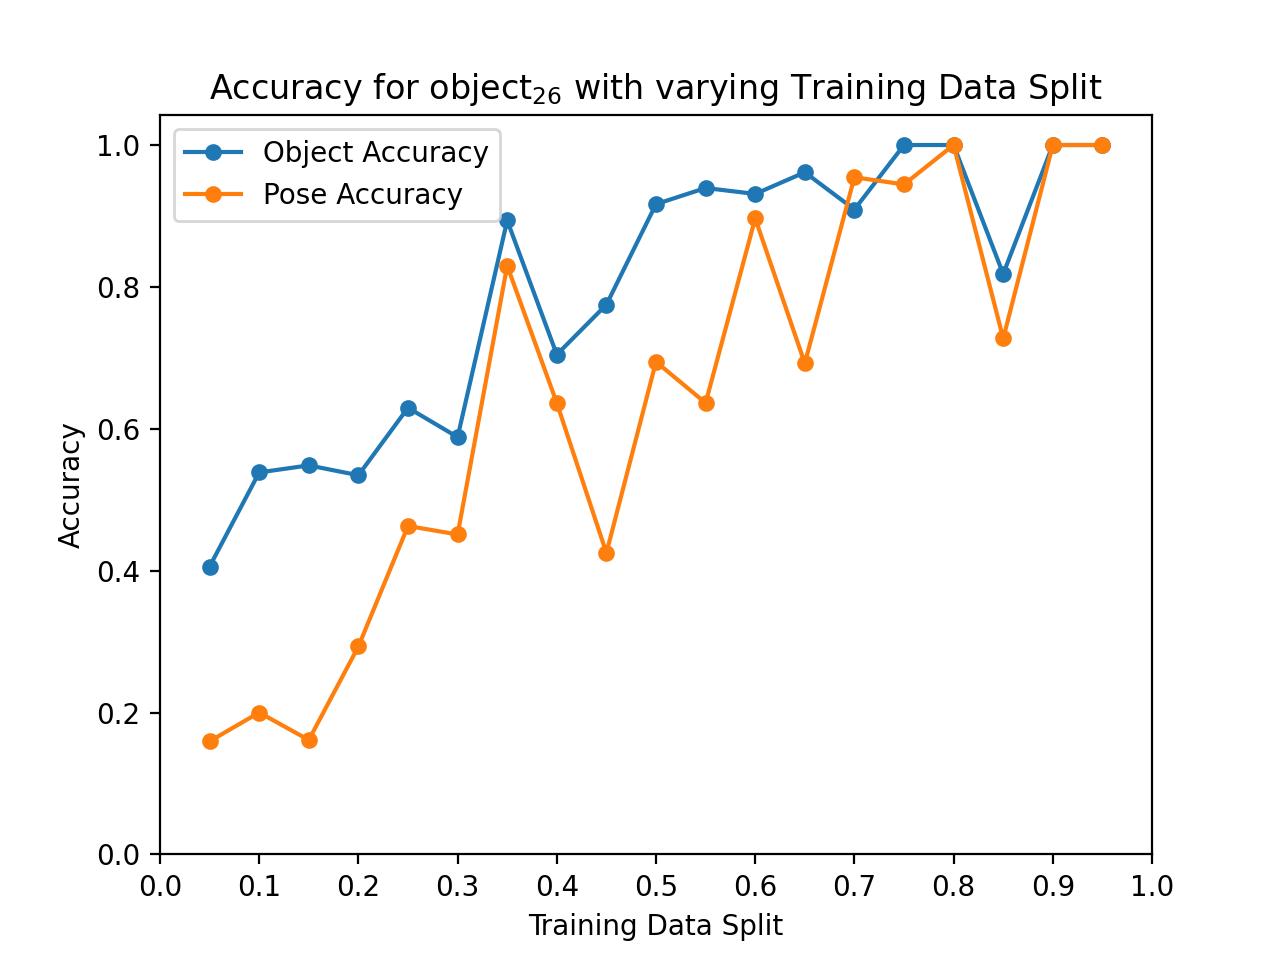 Accuracy for object₂₆ with varying Training Data Split
Object Accuracy
Pose Accuracy
Accuracy
1.0
0.8
0.6
0.4
0.2
0.0
0.0 0.1 0.2 0.3 0.4 0.5 0.6 0.7 0.8 0.9 1.0
Training Data Split